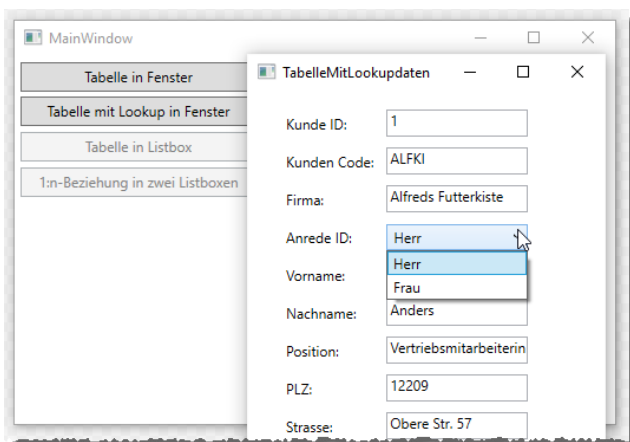 MainWindow
Tabelle in Fenster
Tabelle mit Lookup in Fenster
Tabelle in Listbox
1:n-Beziehung in zwei Listboxen
TabelleMitLookupdaten
Kunde ID: 1
Kunden Code: ALFKI
Firma: Alfreds Futterkiste
Anrede ID: Herr
Herr
Frau
Vorname:
Nachname: Anders
Position: Vertriebsmitarbeiterin
PLZ: 12209
Strasse: Obere Str. 57